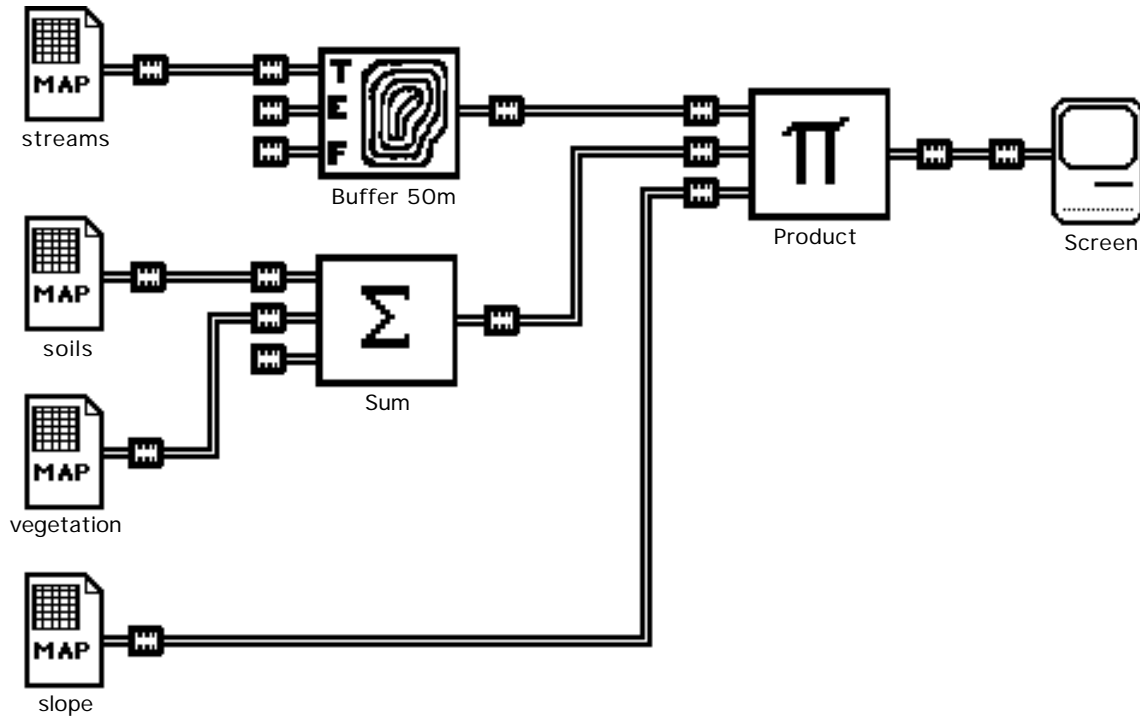 MAP
streams
T
E
F
Buffer 50m
Π
Product
Screen
MAP
soils
Σ
Sum
MAP
vegetation
MAP
slope